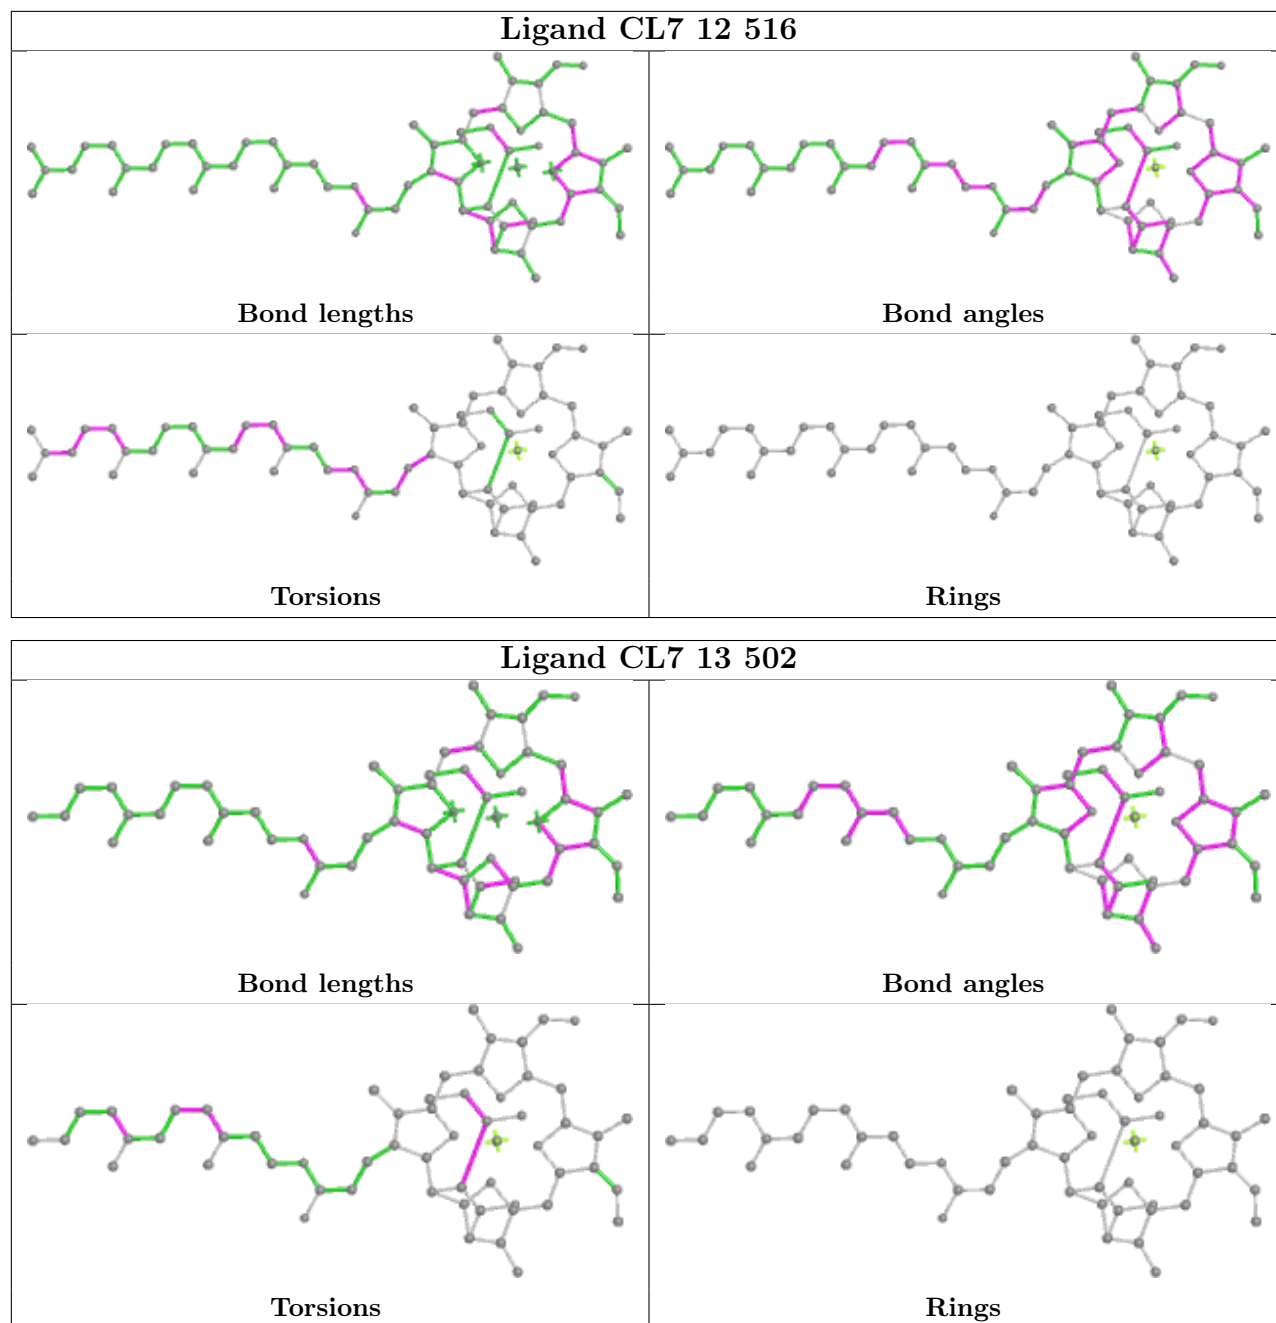 Ligand CL7 12 516
Bond lengths
Bond angles
Torsions
Rings
Ligand CL7 13 502
Bond lengths
Bond angles
Torsions
Rings